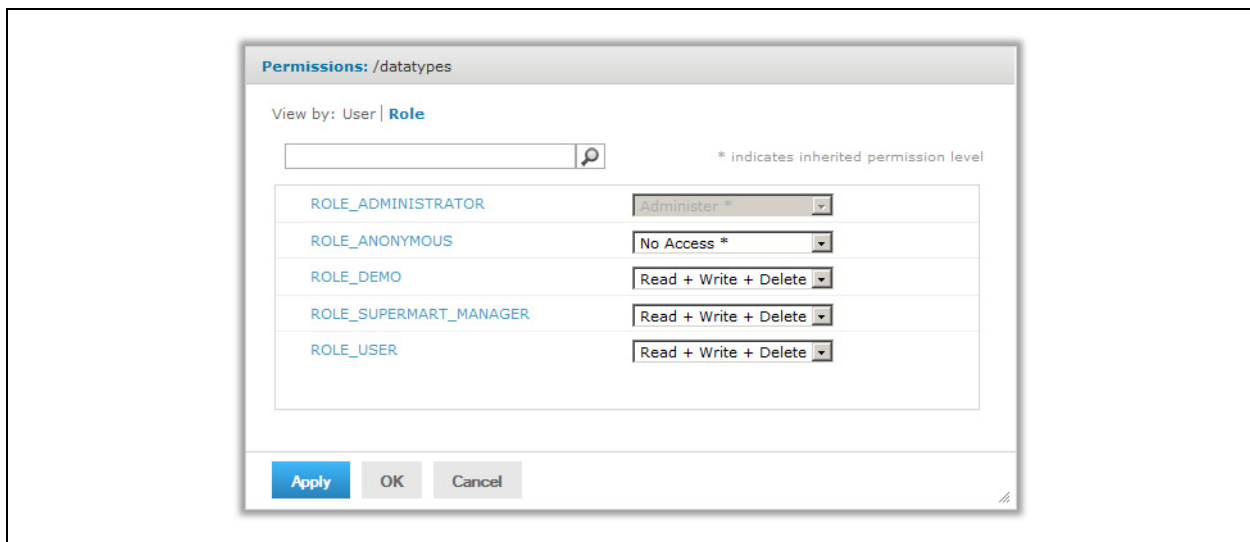 Permissions: /datatypes
View by: User | Role
* indicates inherited permission level
ROLE_ADMINISTRATOR Administer *
ROLE_ANONYMOUS No Access *
ROLE_DEMO Read + Write + Delete
ROLE_SUPERMART_MANAGER Read + Write + Delete
ROLE_USER Read + Write + Delete
Apply OK Cancel